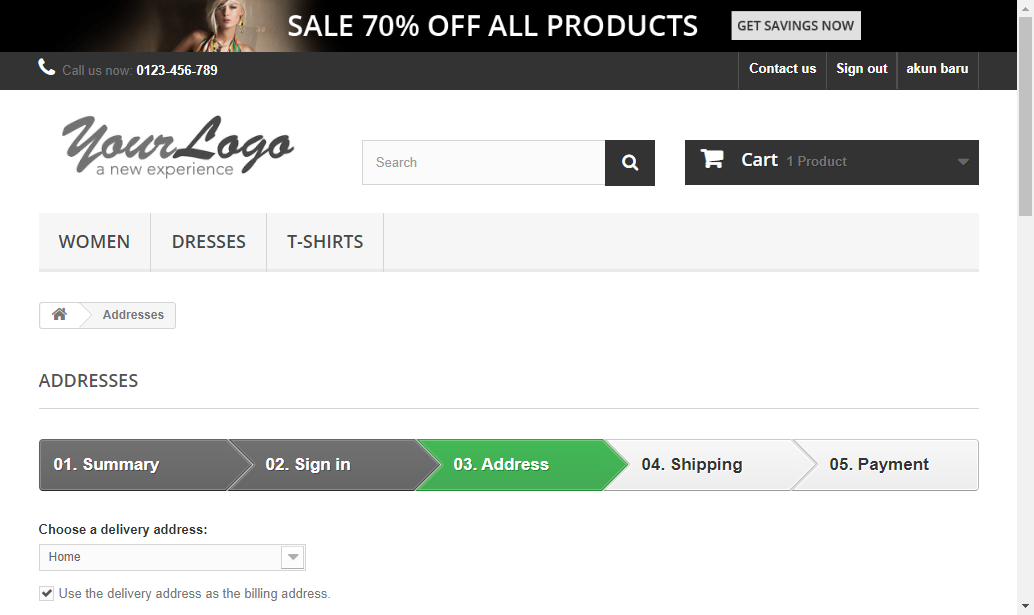 SALE 70% OFF ALL PRODUCTS GET SAVINGS NOW
Call us now: 0123-456-789 Contact us Sign out akun baru
YourLogo
a new experience
Search
Cart 1 Product
WOMEN DRESSES T-SHIRTS
Addresses
ADDRESSES
01. Summary 02. Sign in 03. Address 04. Shipping 05. Payment
Choose a delivery address:
Home
Use the delivery address as the billing address.